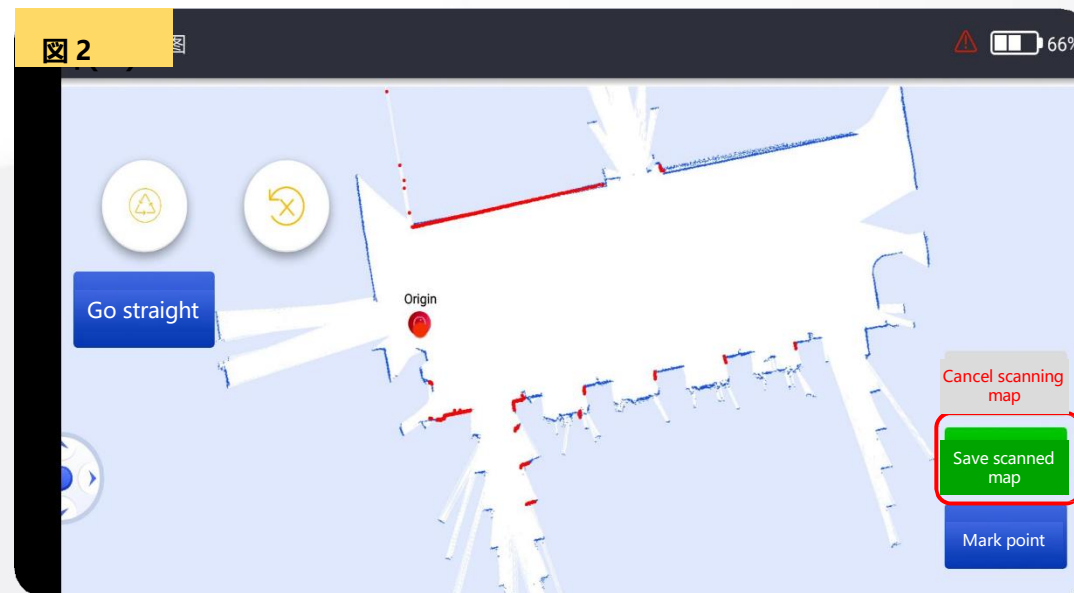 図 2
图
66%
Go straight
Origin
Cancel scanning
map
Save scanned
map
Mark point